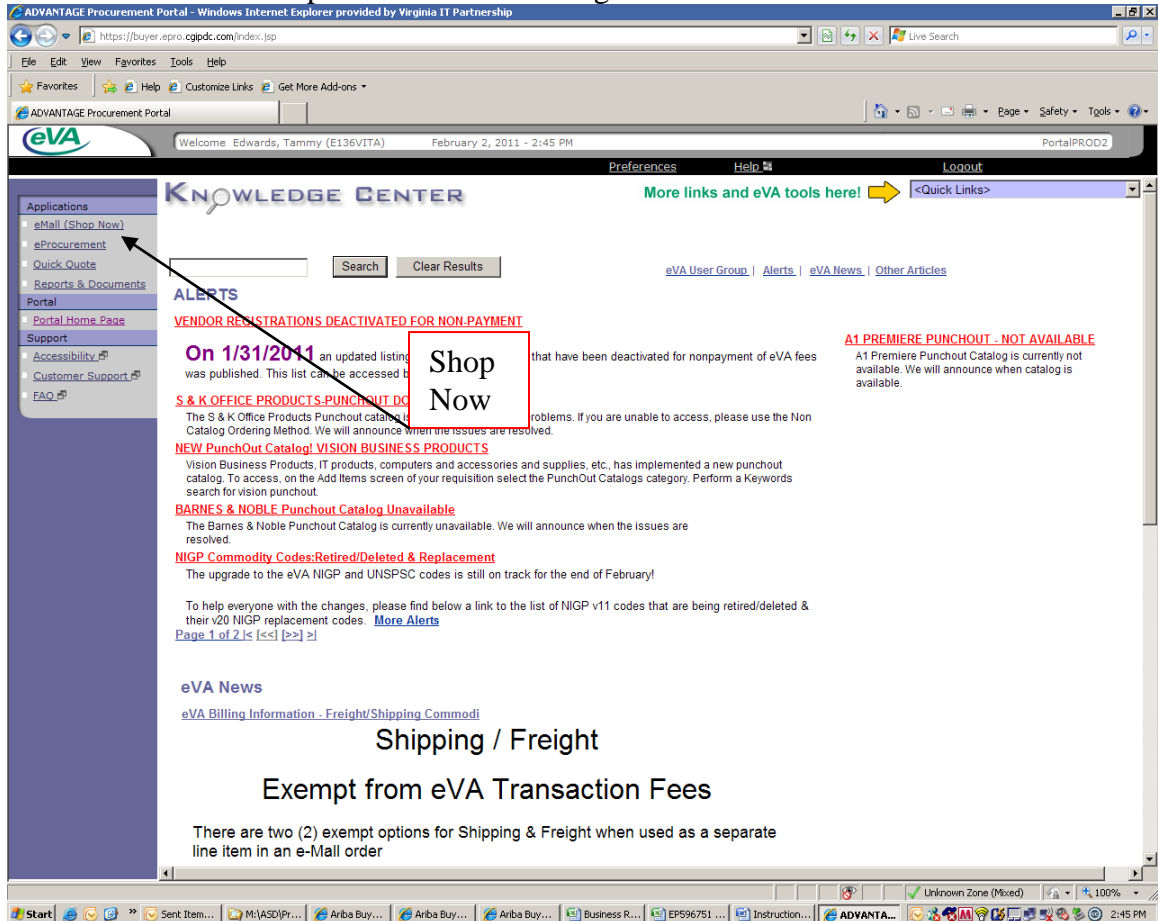 ADVANTAGE Procurement Portal - Windows Internet Explorer provided by Virginia IT Partnership
https://buyer.epro.cgipdc.com/index.jsp
Live Search
File Edit View Favorites Tools Help
Favorites Help Customize Links Get More Add-ons
ADVANTAGE Procurement Portal
Page Safety Tools
eVA
Welcome Edwards, Tammy (E136VITA) February 2, 2011 - 2:45 PM PortalPROD2
Preferences Help Logout
KNOWLEDGE CENTER
More links and eVA tools here!
<Quick Links>
Applications
eMall (Shop Now)
eProcurement
Quick Quote
Reports & Documents
Portal
Portal Home Page
Support
Accessibility
Customer Support
FAQ
Search Clear Results
eVA User Group | Alerts | eVA News | Other Articles
ALERTS
VENDOR REGISTRATIONS DEACTIVATED FOR NON-PAYMENT
On 1/31/2011 an updated listing that have been deactivated for nonpayment of eVA fees
was published. This list can be accessed
S & K OFFICE PRODUCTS-PUNCHOUT
The S & K Office Products Punchout catalog problems. If you are unable to access, please use the Non
Catalog Ordering Method. We will announce when the issues are resolved.
NEW PunchOut Catalog! VISION BUSINESS PRODUCTS
Vision Business Products, IT products, computers and accessories and supplies, etc., has implemented a new punchout
catalog. To access, on the Add Items screen of your requisition select the PunchOut Catalogs category. Perform a Keywords
search for vision punchout.
BARNES & NOBLE Punchout Catalog Unavailable
The Barnes & Noble Punchout Catalog is currently unavailable. We will announce when the issues are
resolved.
NIGP Commodity Codes:Retired/Deleted & Replacement
The upgrade to the eVA NIGP and UNSPSC codes is still on track for the end of February!
To help everyone with the changes, please find below a link to the list of NIGP v11 codes that are being retired/deleted &
their v20 NIGP replacement codes. More Alerts
Page 1 of 2 |< [<<] [>>] >|
A1 PREMIERE PUNCHOUT - NOT AVAILABLE
A1 Premiere Punchout Catalog is currently not
available. We will announce when catalog is
available.
Shop
Now
eVA News
eVA Billing Information - Freight/Shipping Commodi
Shipping / Freight
Exempt from eVA Transaction Fees
There are two (2) exempt options for Shipping & Freight when used as a separate
line item in an e-Mall order
Unknown Zone (Mixed) 100%
Start Sent Item... M:\ASD\Pr... Ariba Buy... Ariba Buy... Ariba Buy... Business R... EP596751 ... Instruction... ADVANTA... 2:45 PM